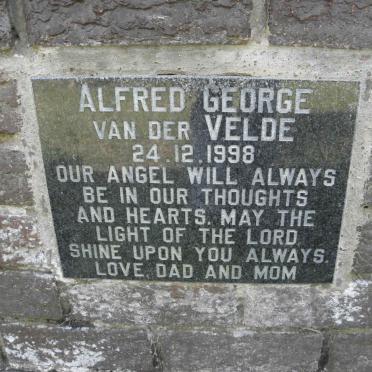 ALFRED GEORGE
VAN DER VELDE
24.12.1998
OUR ANGEL WILL ALWAYS
BE IN OUR THOUGHTS
AND HEARTS. MAY THE
LIGHT OF THE LORD
SHINE UPON YOU ALWAYS.
LOVE, DAD AND MOM